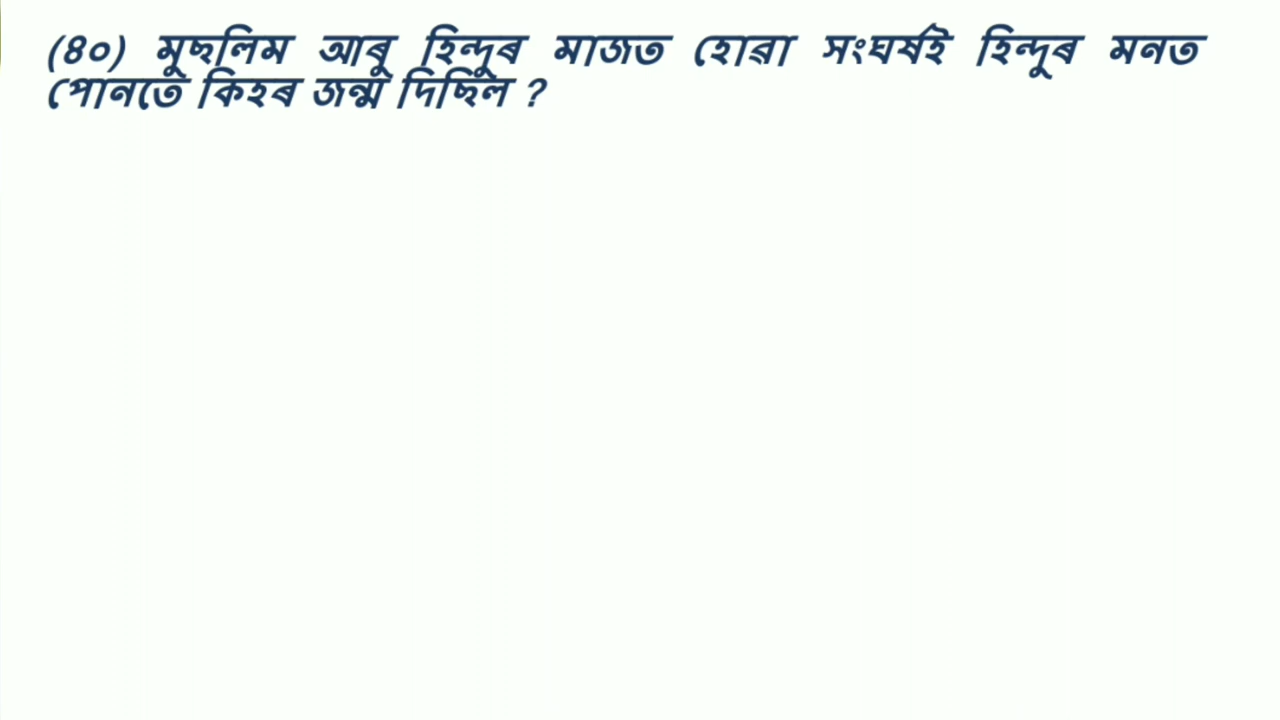 (৪০) মুছলিম আৰু হিন্দুৰ মাজত হোৱা সংঘৰ্ষই হিন্দুৰ মনত
পোনতে কিহৰ জন্ম দিছিল ?